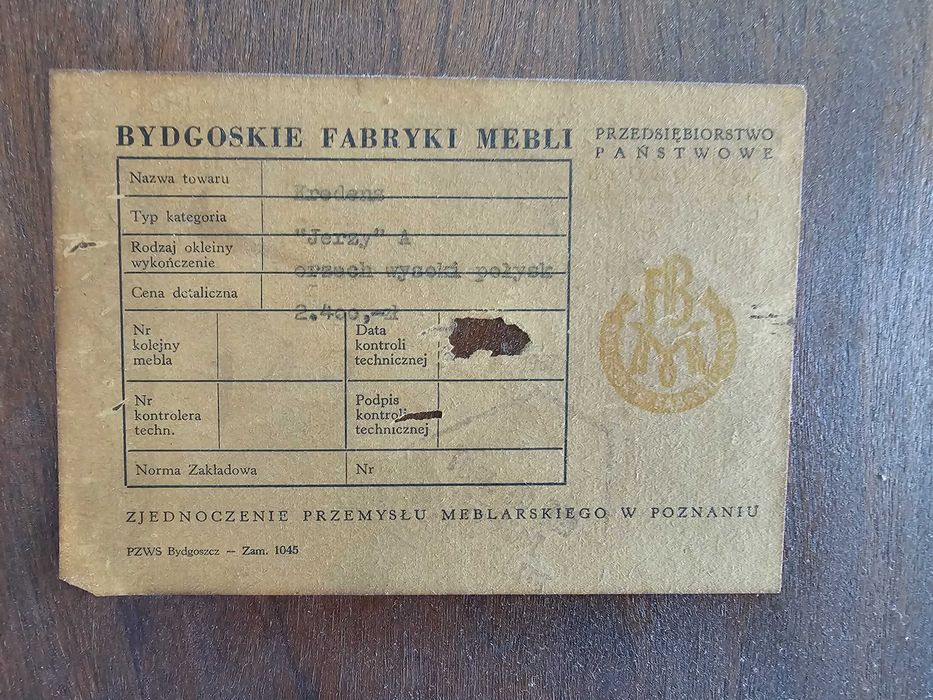 BYDGOSKIE FABRYKI MEBLI
PRZEDSIĘBIORSTWO
PAŃSTWOWE
Nazwa towaru
Kredens
Typ kategoria
"Jerzy" A
Rodzaj okleiny
wykończenie
orzech wysoki połysk
Cena detaliczna
2.400,-zł
Nr
kolejny
mebla
Data
kontroli
technicznej
Nr
kontrolera
techn.
Podpis
kontroli
technicznej
Norma Zakładowa
Nr
BFM
ZJEDNOCZENIE PRZEMYSŁU MEBLARSKIEGO W POZNANIU
PZWS Bydgoszcz — Zam. 1045